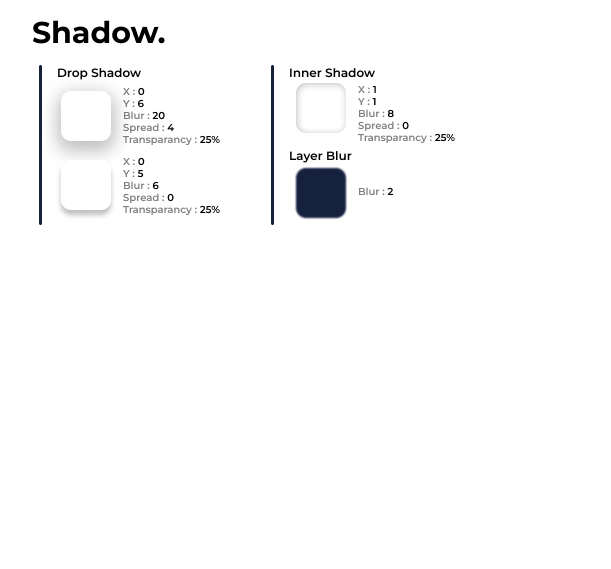 Shadow.
Drop Shadow
X : 0
Y : 6
Blur : 20
Spread : 4
Transparancy : 25%
X : 0
Y : 5
Blur : 6
Spread : 0
Transparancy : 25%
Inner Shadow
X : 1
Y : 1
Blur : 8
Spread : 0
Transparancy : 25%
Layer Blur
Blur : 2